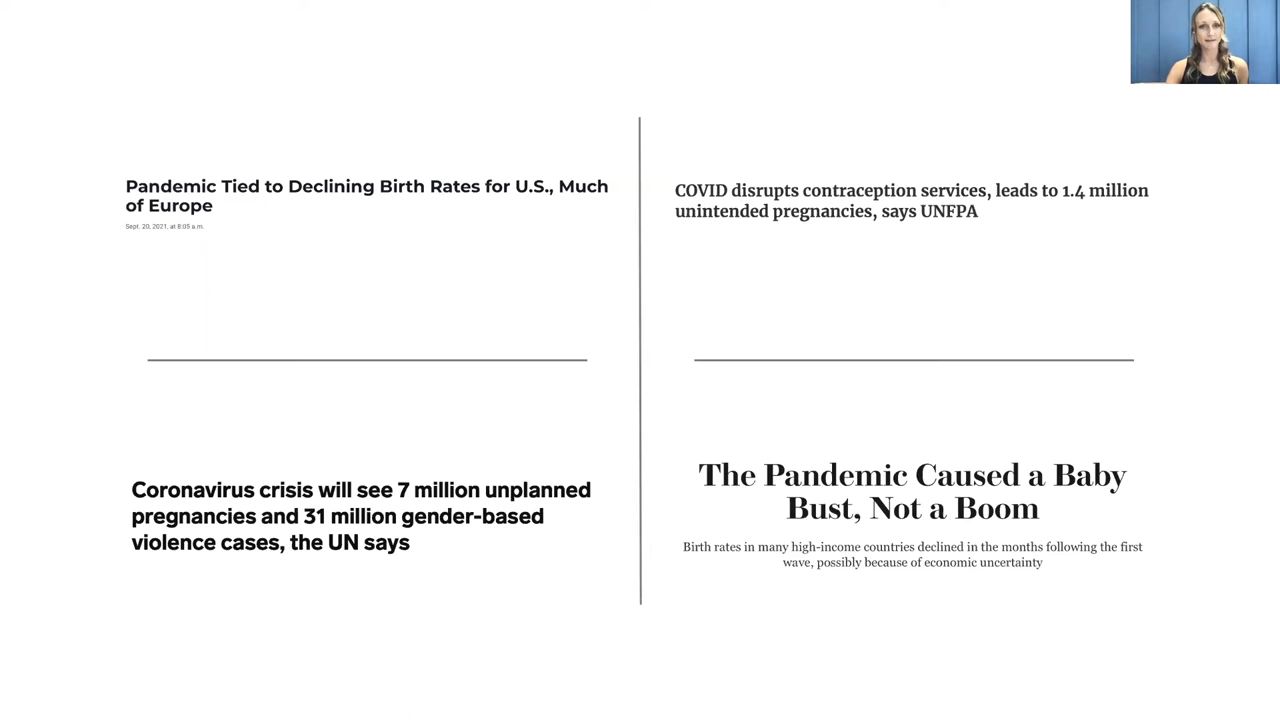 Pandemic Tied to Declining Birth Rates for U.S., Much
of Europe
Sept. 20, 2021, at 8:05 a.m.
COVID disrupts contraception services, leads to 1.4 million
unintended pregnancies, says UNFPA
Coronavirus crisis will see 7 million unplanned
pregnancies and 31 million gender-based
violence cases, the UN says
The Pandemic Caused a Baby
Bust, Not a Boom
Birth rates in many high-income countries declined in the months following the first
wave, possibly because of economic uncertainty